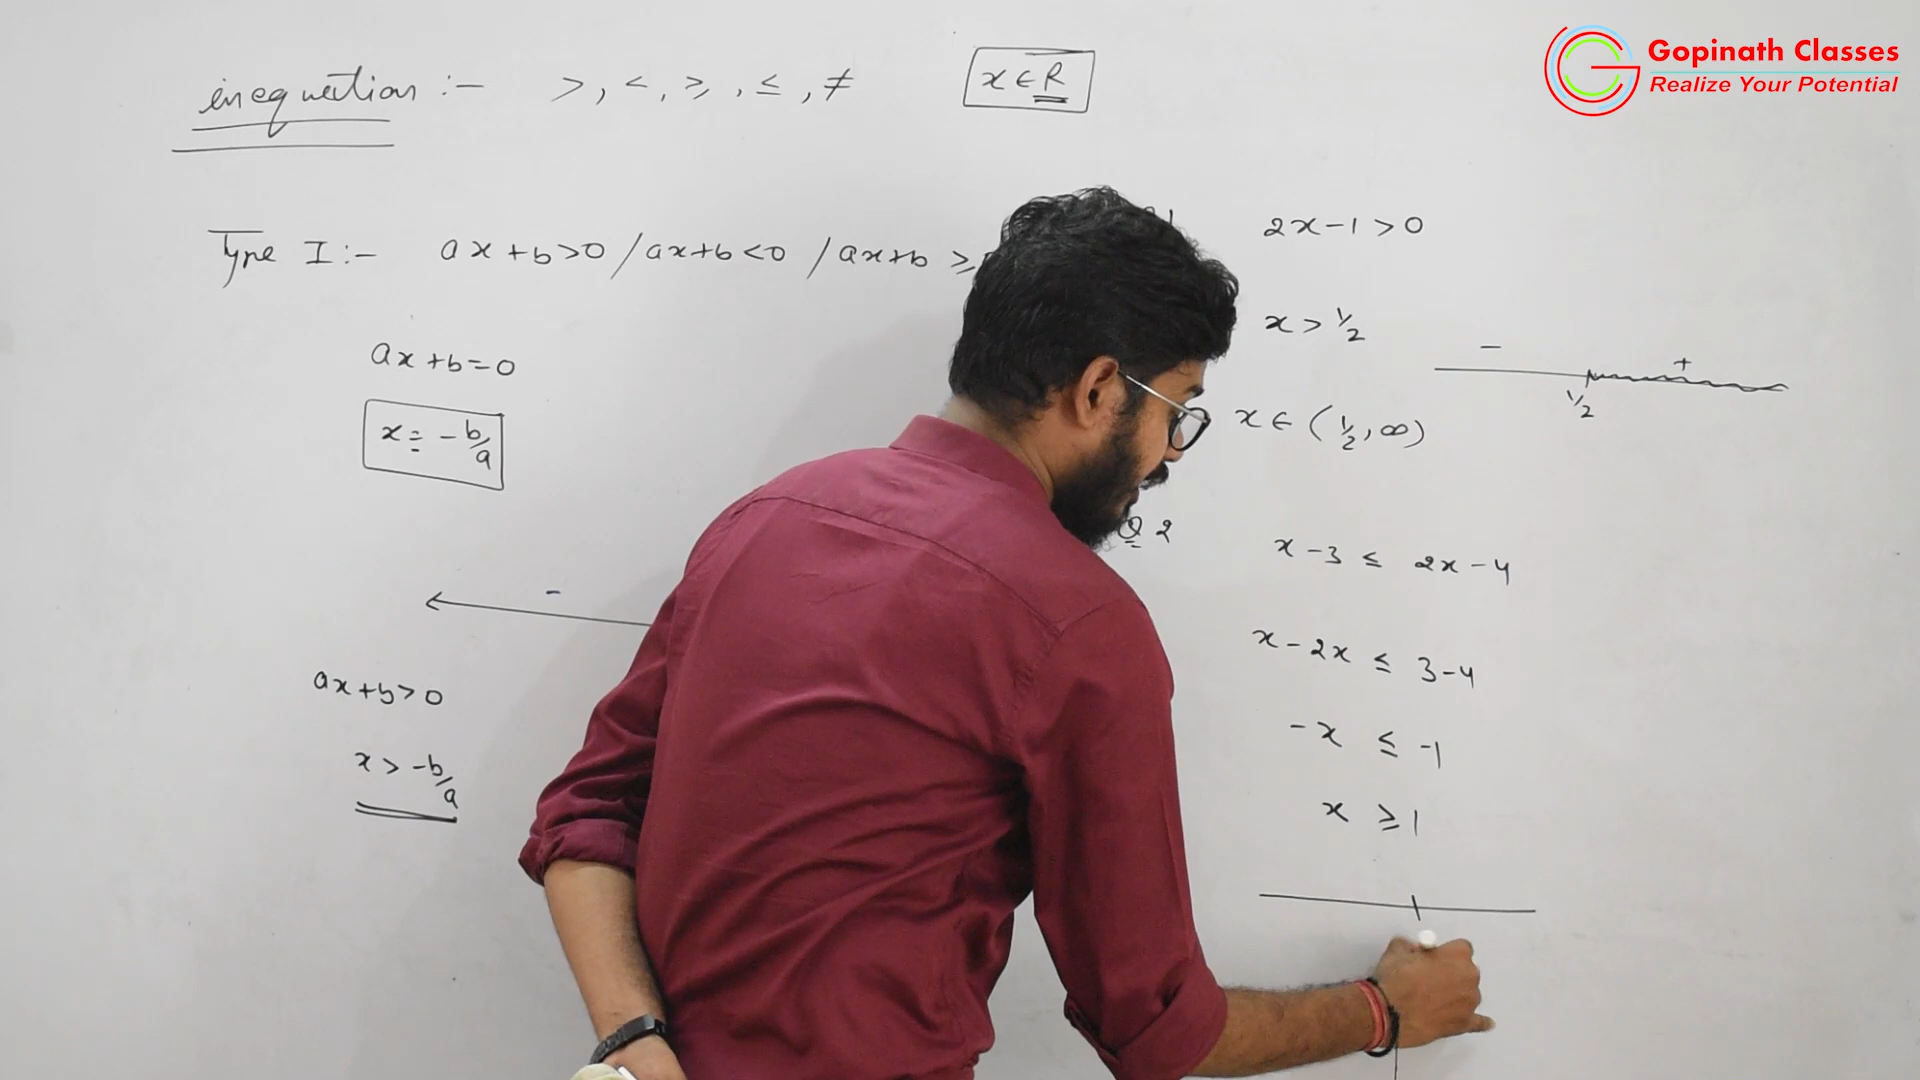 inequation :- >, <, ≥, ≤, ≠
x ∈ R
Gopinath Classes
Realize Your Potential
Type I :- ax+b>0 / ax+b<0 / ax+b ≥
ax+b=0
x = -b/a
-
ax+b>0
x > -b/a
2x-1>0
x > 1/2
- +
1/2
x ∈ (1/2, ∞)
Q 2
x-3 ≤ 2x-4
x-2x ≤ 3-4
-x ≤ -1
x ≥ 1